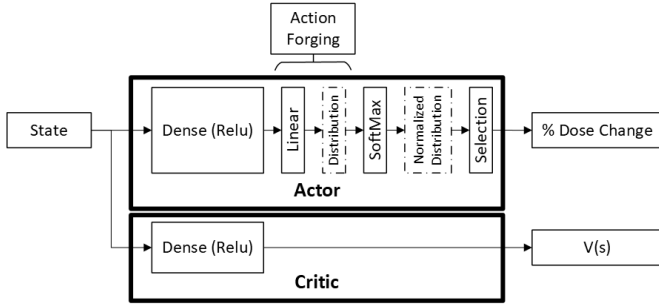 Action
Forging
State
Dense (Relu)
Linear
Distribution
SoftMax
Normalized
Distribution
Selection
% Dose Change
Actor
Dense (Relu)
V(s)
Critic